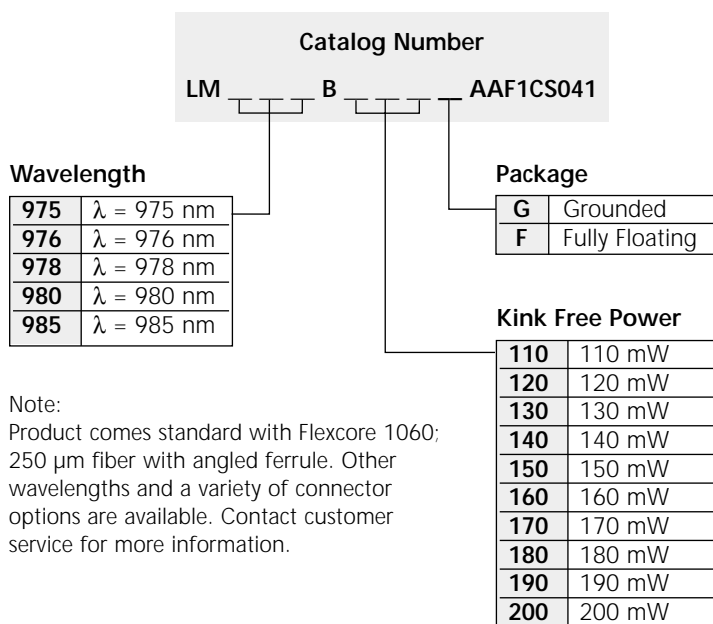 Catalog Number
LM _ _ _ B _ _ _ _ AAF1CS041
Wavelength
975 λ = 975 nm
976 λ = 976 nm
978 λ = 978 nm
980 λ = 980 nm
985 λ = 985 nm
Package
G Grounded
F Fully Floating
Kink Free Power
110 110 mW
120 120 mW
130 130 mW
140 140 mW
150 150 mW
160 160 mW
170 170 mW
180 180 mW
190 190 mW
200 200 mW
Note:
Product comes standard with Flexcore 1060;
250 µm fiber with angled ferrule. Other
wavelengths and a variety of connector
options are available. Contact customer
service for more information.